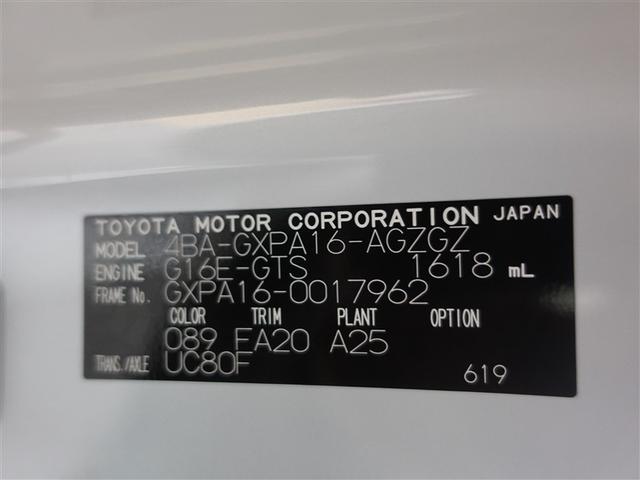 TOYOTA MOTOR CORPORATION JAPAN
MODEL 4BA-GXPA16-AGZGZ
ENGINE G16E-GTS 1618 mL
FRAME No. GXPA16-0017962
COLOR TRIM PLANT OPTION
089 EA20 A25
TRANS./AXLE UC80F
619